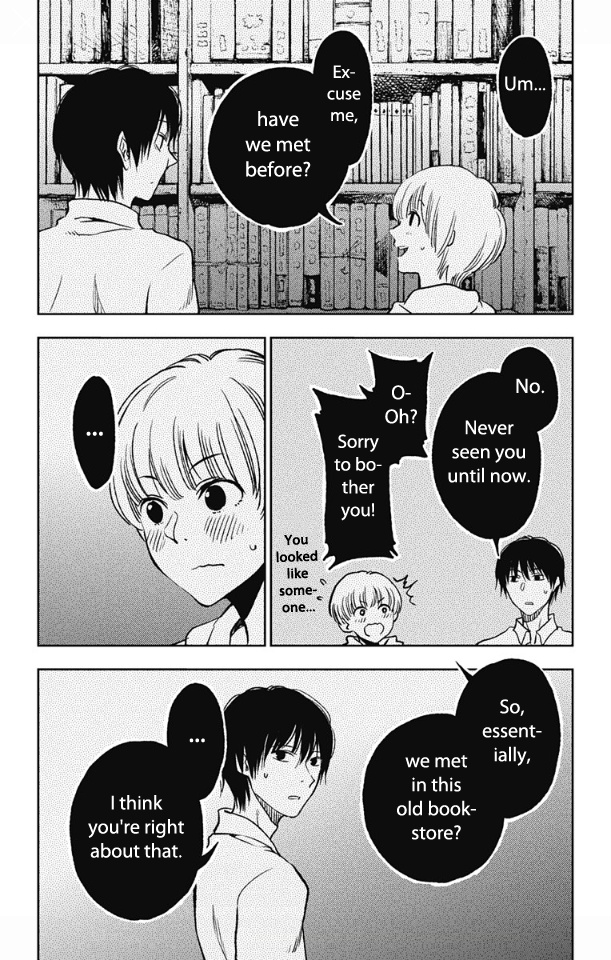 Um...
Ex-
cuse
me,
have
we met
before?
No.
Never
seen you
until now.
O-
Oh?
Sorry
to bo-
ther
you!
You
looked
like
some-
one...
...
So,
essent-
ially,
we met
in this
old book-
store?
...
I think
you're right
about that.